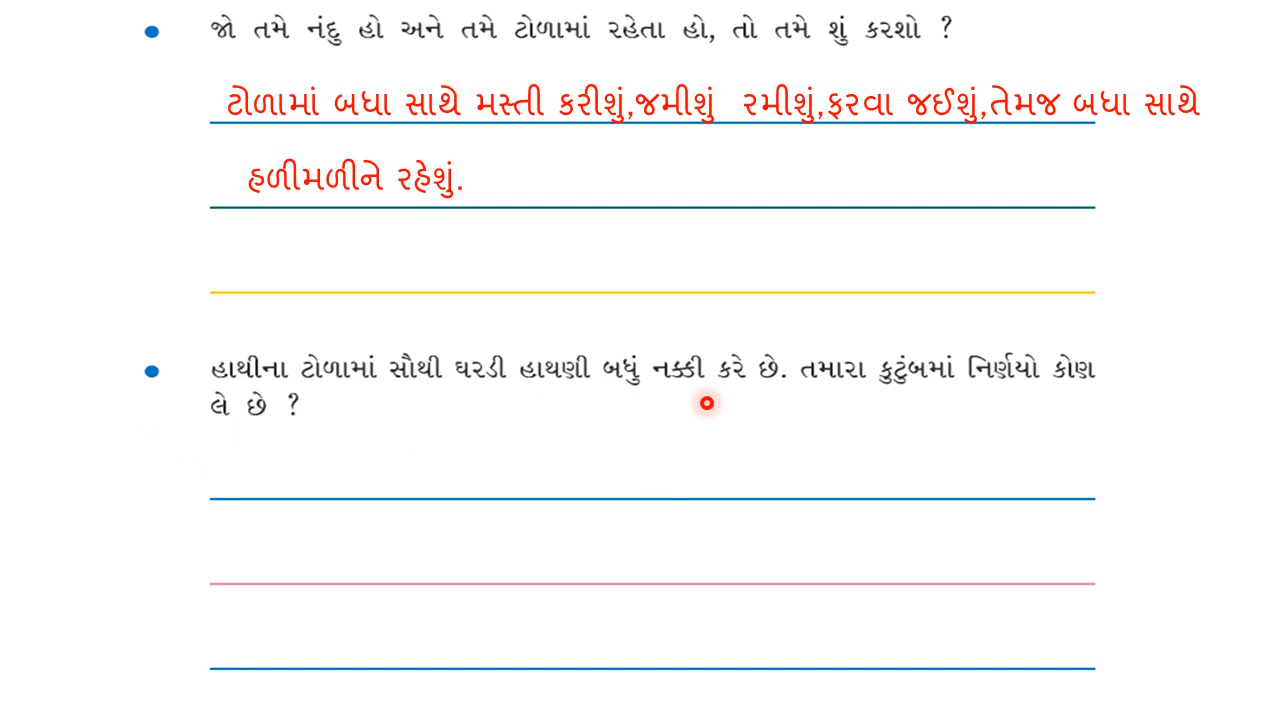 જો તમે નંદુ હો અને તમે ટોળામાં રહેતા હો, તો તમે શું કરશો ?
ટોળામાં બધા સાથે મસ્તી કરીશું,જમીશું રમીશું,ફરવા જઈશું,તેમજ બધા સાથે
હળીમળીને રહેશું.
હાથીના ટોળામાં સૌથી ઘરડી હાથણી બધું નક્કી કરે છે. તમારા કુટુંબમાં નિર્ણયો કોણ
લે છે ?